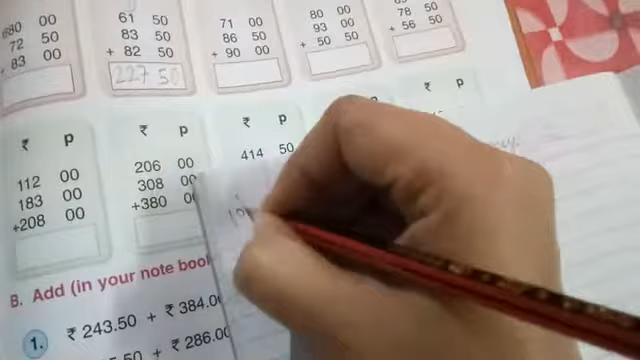 680 00
72 50
+ 83 00
61 50
83 50
+ 82 50
227 50
71 00
86 50
+ 90 00
80 00
93 00
+ 50 50
78 50
+ 56 50
₹ p
112 00
183 00
+208 00
₹ p
206 00
308 00
+380
₹ p
414 50
₹ p
B. Add (in your note book
1. ₹ 243.50 + ₹ 384.0
50 + ₹ 286.00